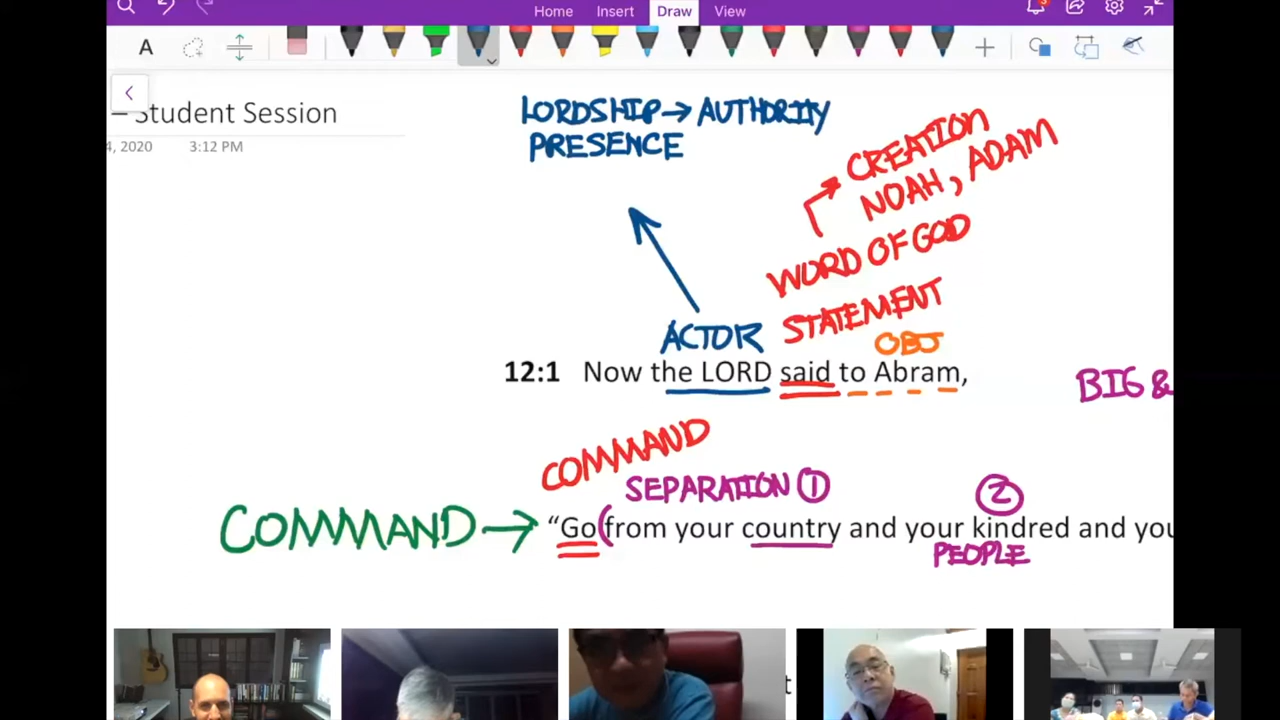 Home Insert Draw View
A
– Student Session
4, 2020 3:12 PM
LORDSHIP → AUTHORITY
PRESENCE
CREATION
NOAH, ADAM
WORD OF GOD
STATEMENT
ACTOR
OBJ
12:1 Now the LORD said to Abram,
BIG &
COMMAND
SEPARATION ①
②
COMMAND → “Go (from your country and your kindred and you
PEOPLE